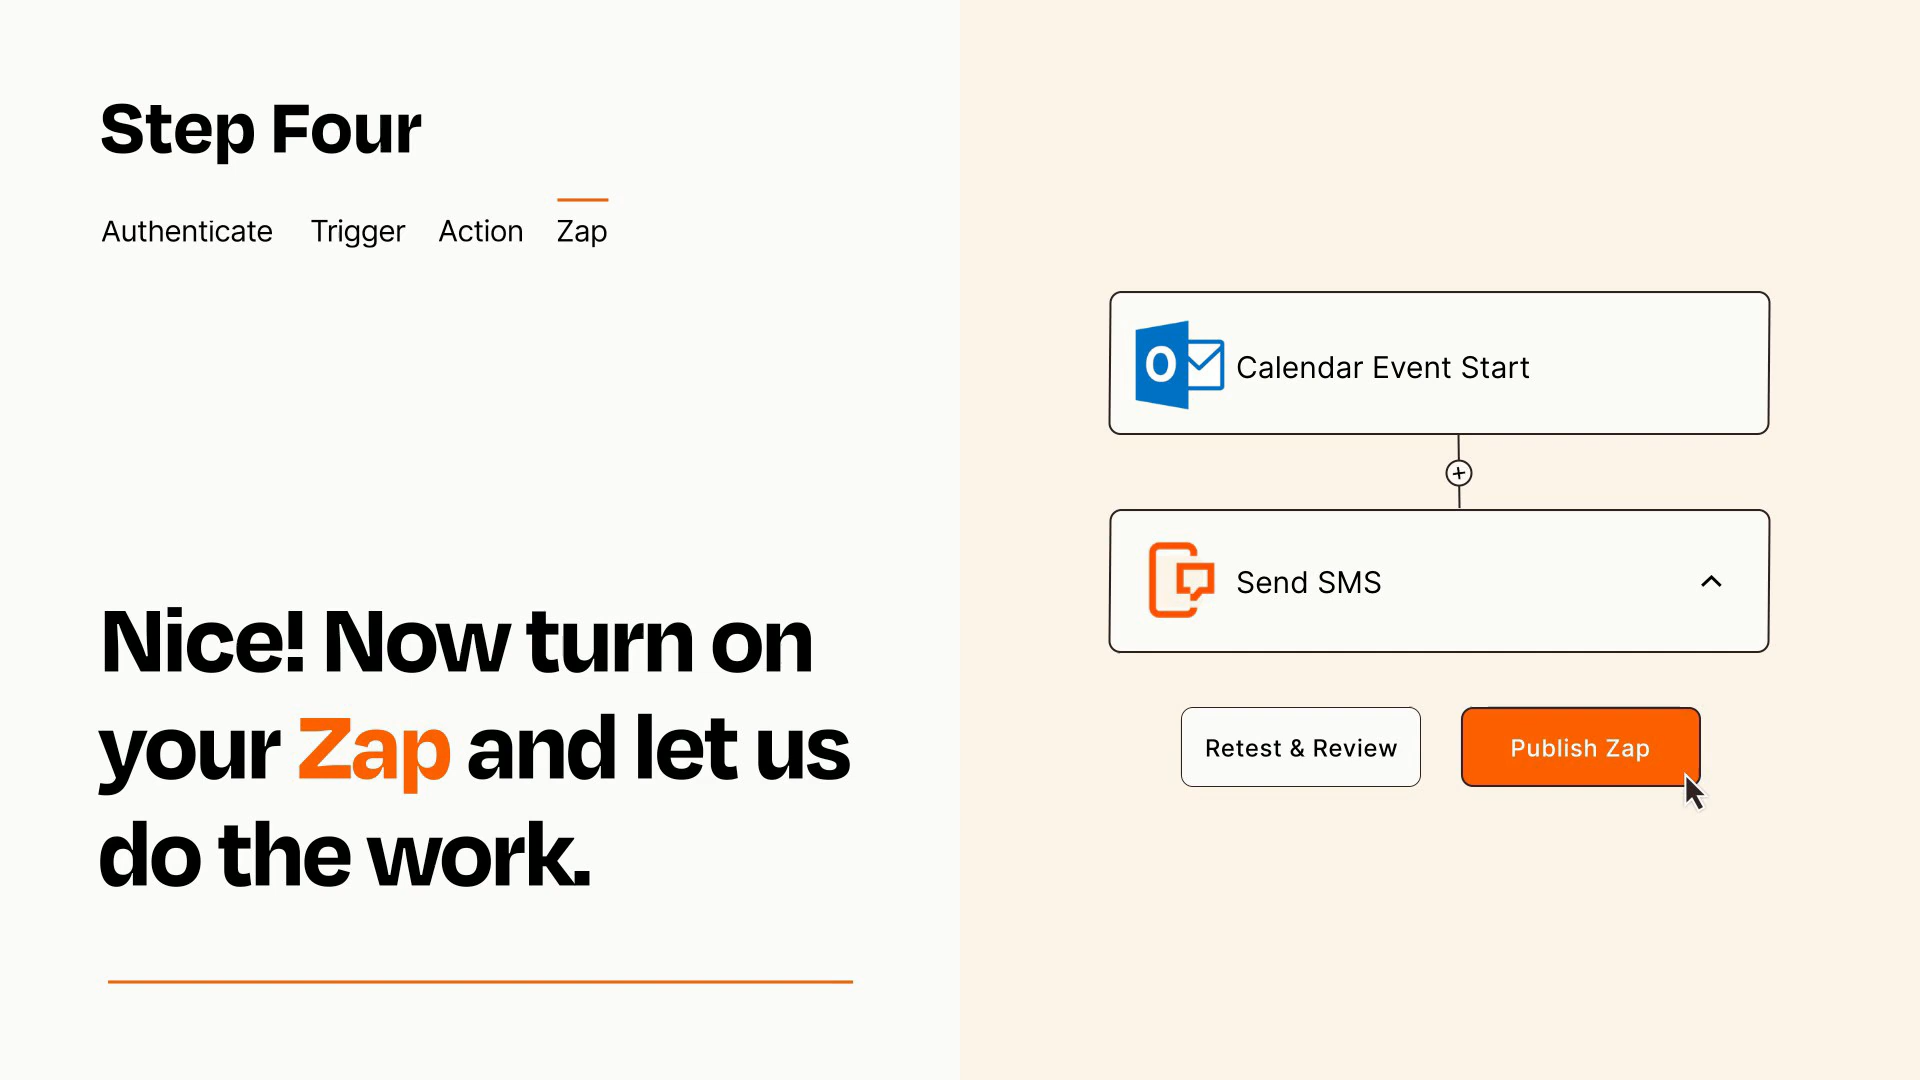 Step Four
Authenticate Trigger Action Zap
Nice! Now turn on
your Zap and let us
do the work.
O
Calendar Event Start
Send SMS
Retest & Review
Publish Zap